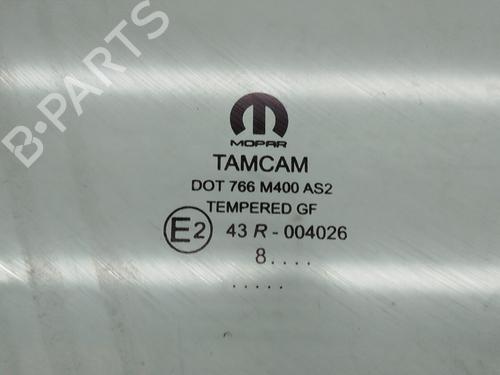 B-PARTS
MOPAR
TAMCAM
DOT 766 M400 AS2
TEMPERED GF
E2 43 R - 004026
8....
.....